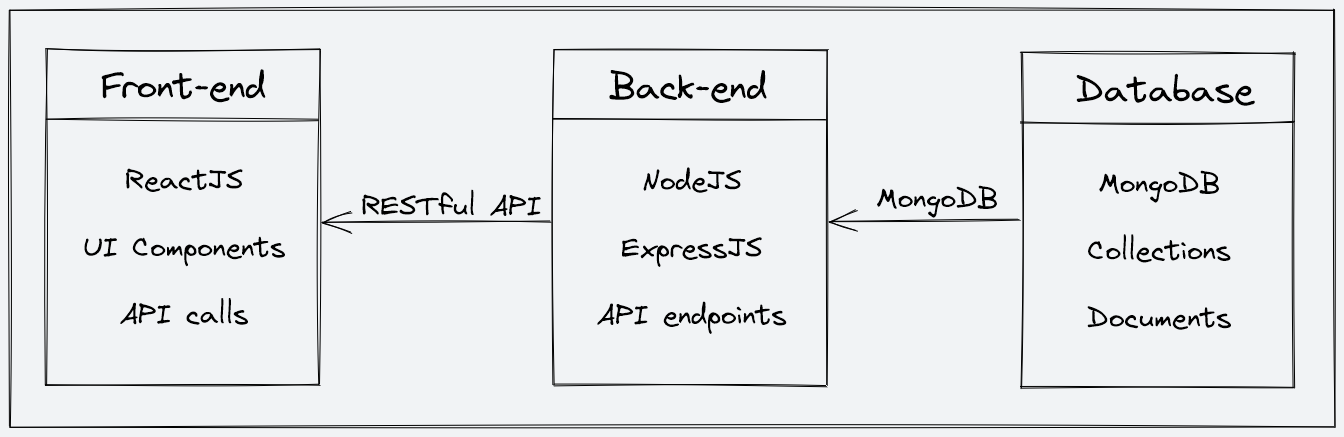 Front-end
ReactJS
UI Components
API calls
RESTful API
Back-end
NodeJS
ExpressJS
API endpoints
MongoDB
Database
MongoDB
Collections
Documents